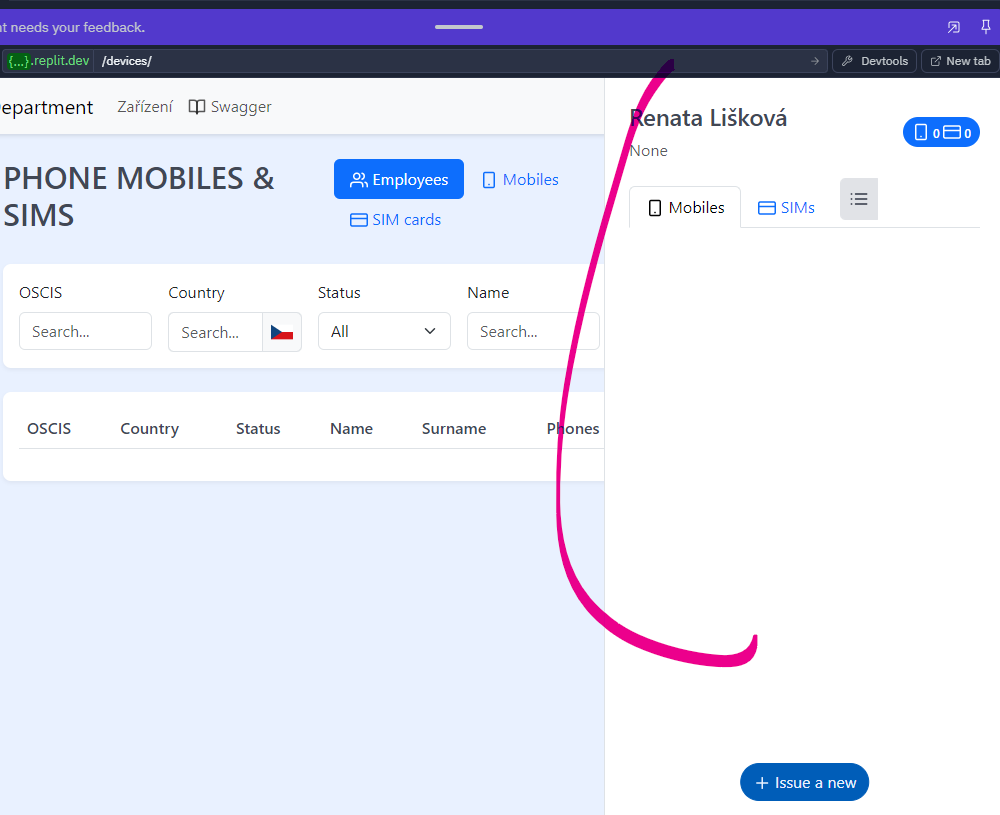 nt needs your feedback.
{...}.replit.dev /devices/ Devtools New tab
epartment Zařízení Swagger
PHONE MOBILES &
SIMS
Employees Mobiles
SIM cards
OSCIS Country Status Name
Search... Search... All Search...
OSCIS Country Status Name Surname Phones
Renata Lišková
None
0 0
Mobiles SIMs
+ Issue a new